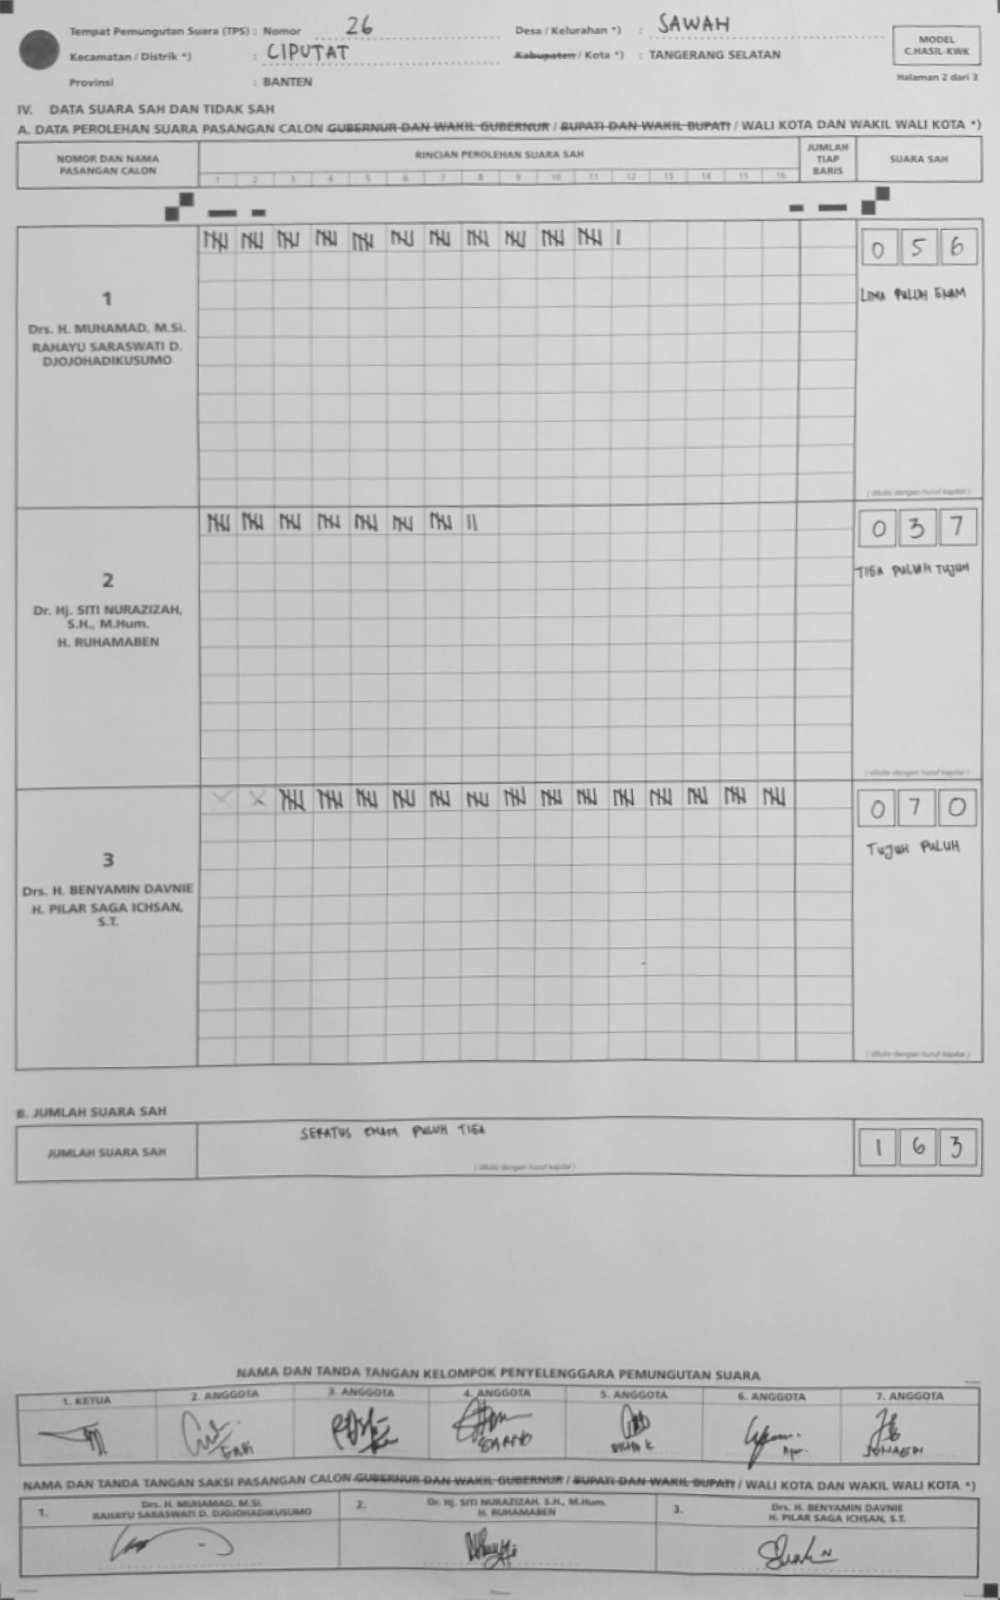 Tempat Pemungutan Suara (TPS) : Nomor 26 Desa / Kelurahan *) : SAWAH
Kecamatan / Distrik *) : CIPUTAT Kabupaten / Kota *) : TANGERANG SELATAN
Provinsi : BANTEN
MODEL
C.HASIL-KWK
Halaman 2 dari 3
IV. DATA SUARA SAH DAN TIDAK SAH
A. DATA PEROLEHAN SUARA PASANGAN CALON GUBERNUR DAN WAKIL GUBERNUR / BUPATI DAN WAKIL BUPATI / WALI KOTA DAN WAKIL WALI KOTA *)
NOMOR DAN NAMA
PASANGAN CALON
RINCIAN PEROLEHAN SUARA SAH
1 2 3 4 5 6 7 8 9 10 11 12 13 14 15 16
JUMLAH
TIAP
BARIS
SUARA SAH
1
Drs. H. MUHAMAD, M.Si.
RAHAYU SARASWATI D.
DJOJOHADIKUSUMO
0 5 6
LIMA PULUH ENAM
( ditulis dengan huruf kapital )
2
Dr. Hj. SITI NURAZIZAH,
S.H., M.Hum.
H. RUHAMABEN
0 3 7
TIGA PULUH TUJUH
( ditulis dengan huruf kapital )
3
Drs. H. BENYAMIN DAVNIE
H. PILAR SAGA ICHSAN,
S.T.
0 7 0
TUJUH PULUH
( ditulis dengan huruf kapital )
B. JUMLAH SUARA SAH
JUMLAH SUARA SAH
SERATUS ENAM PULUH TIGA
( ditulis dengan huruf kapital )
1 6 3
NAMA DAN TANDA TANGAN KELOMPOK PENYELENGGARA PEMUNGUTAN SUARA
1. KETUA 2. ANGGOTA 3. ANGGOTA 4. ANGGOTA 5. ANGGOTA 6. ANGGOTA 7. ANGGOTA
NAMA DAN TANDA TANGAN SAKSI PASANGAN CALON GUBERNUR DAN WAKIL GUBERNUR / BUPATI DAN WAKIL BUPATI / WALI KOTA DAN WAKIL WALI KOTA *)
1. Drs. H. MUHAMAD, M.Si.
RAHAYU SARASWATI D. DJOJOHADIKUSUMO
2. Dr. Hj. SITI NURAZIZAH, S.H., M.Hum.
H. RUHAMABEN
3. Drs. H. BENYAMIN DAVNIE
H. PILAR SAGA ICHSAN, S.T.